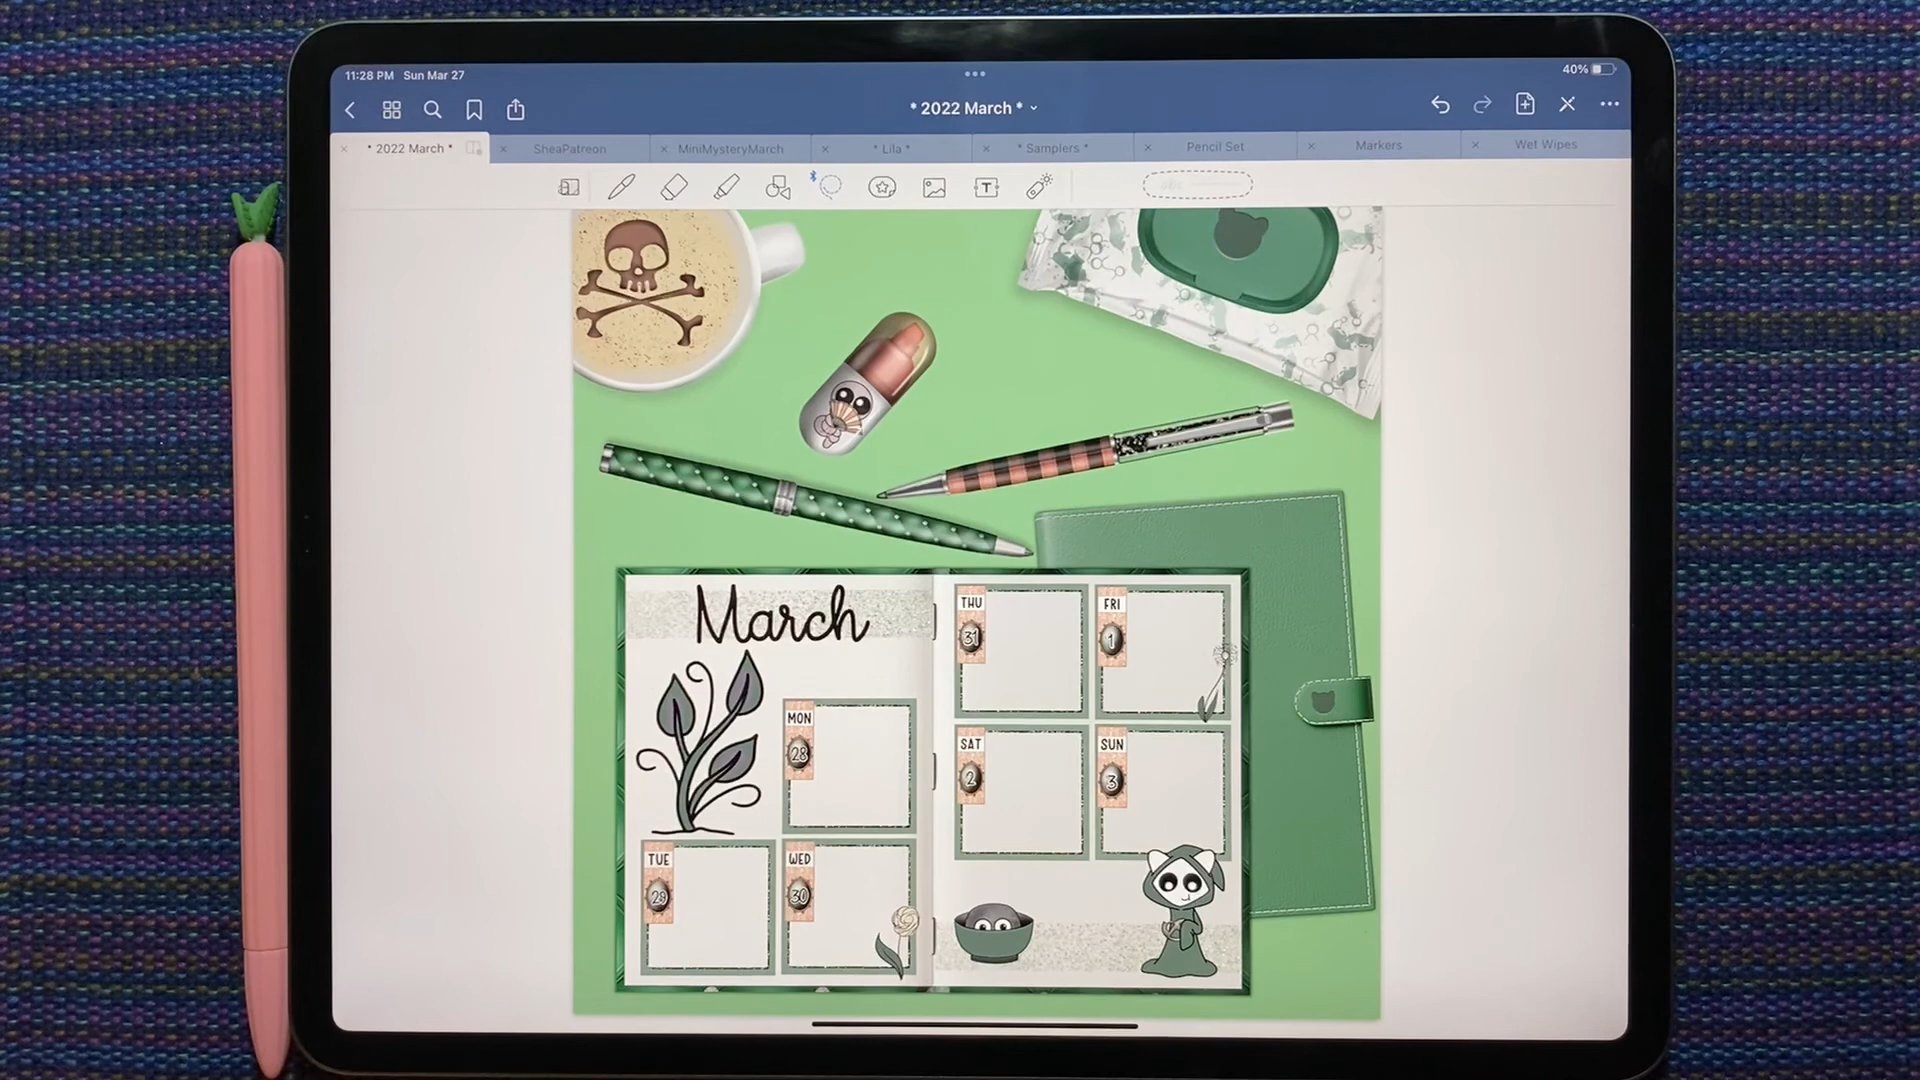 11:28 PM Sun Mar 27
40%
* 2022 March *
* 2022 March *
SheaPatreon
MiniMysteryMarch
* Lila *
* Samplers *
Pencil Set
Markers
Wet Wipes
T
March
MON
28
TUE
29
WED
30
THU
31
FRI
1
SAT
2
SUN
3